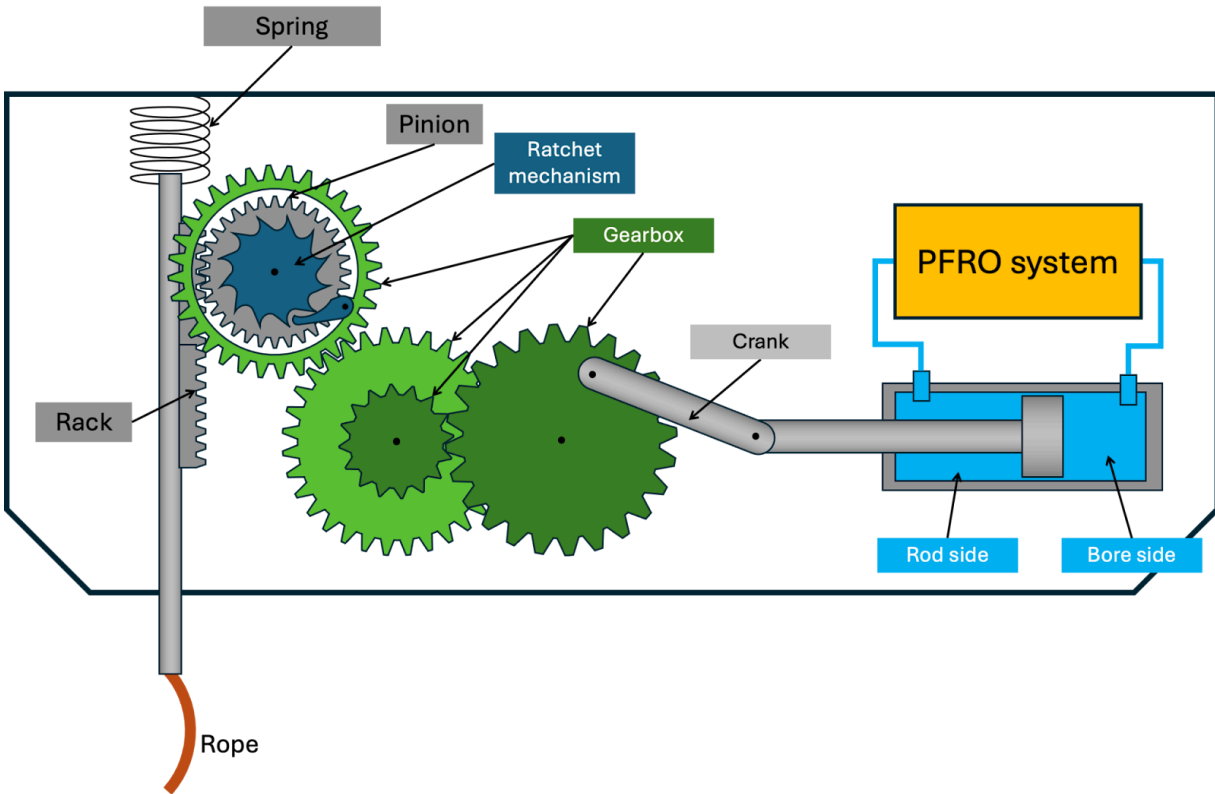 Spring
Pinion
Ratchet
mechanism
Gearbox
PFRO system
Crank
Rack
Rod side
Bore side
Rope